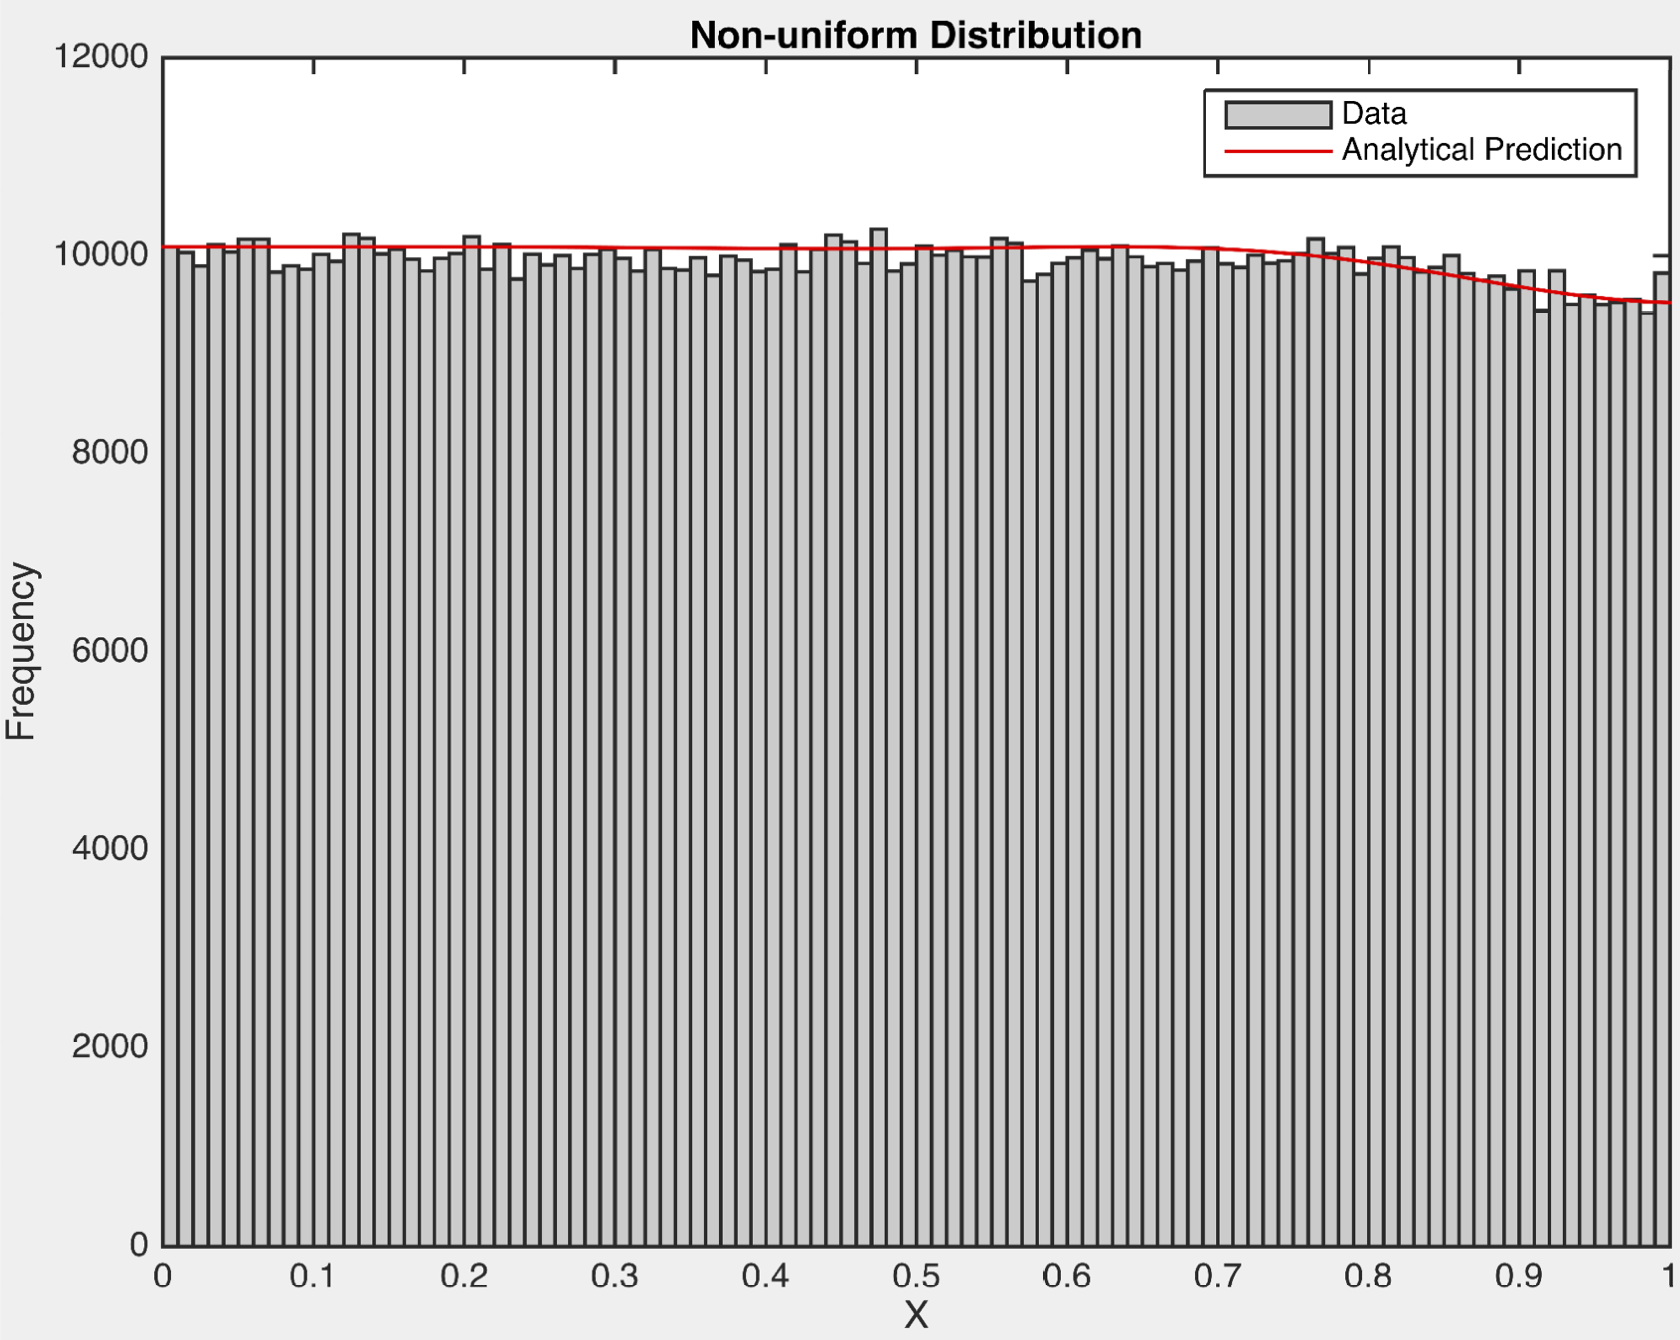 Non-uniform Distribution
12000
10000
8000
6000
4000
2000
0
Data
Analytical Prediction
Frequency
0 0.1 0.2 0.3 0.4 0.5 0.6 0.7 0.8 0.9 1
X